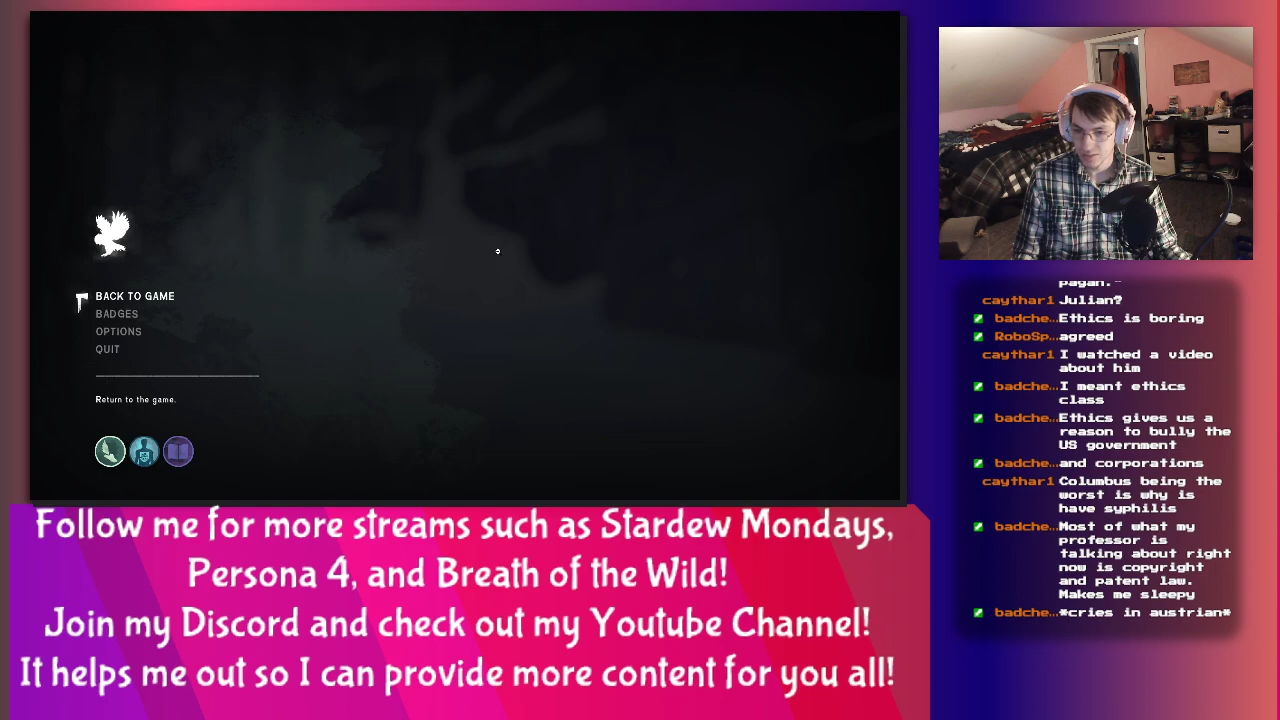 BACK TO GAME
BADGES
OPTIONS
QUIT
Return to the game.
Follow me for more streams such as Stardew Mondays,
Persona 4, and Breath of the Wild!
Join my Discord and check out my Youtube Channel!
It helps me out so I can provide more content for you all!
pagan."
caythar1 Julian?
badche... Ethics is boring
RoboSp... agreed
caythar1 I watched a video
about him
badche... I meant ethics
class
badche... Ethics gives us a
reason to bully the
US government
badche... and corporations
caythar1 Columbus being the
worst is why is
have syphilis
badche... Most of what my
professor is
talking about right
now is copyright
and patent law.
Makes me sleepy
badche... *cries in austrian*